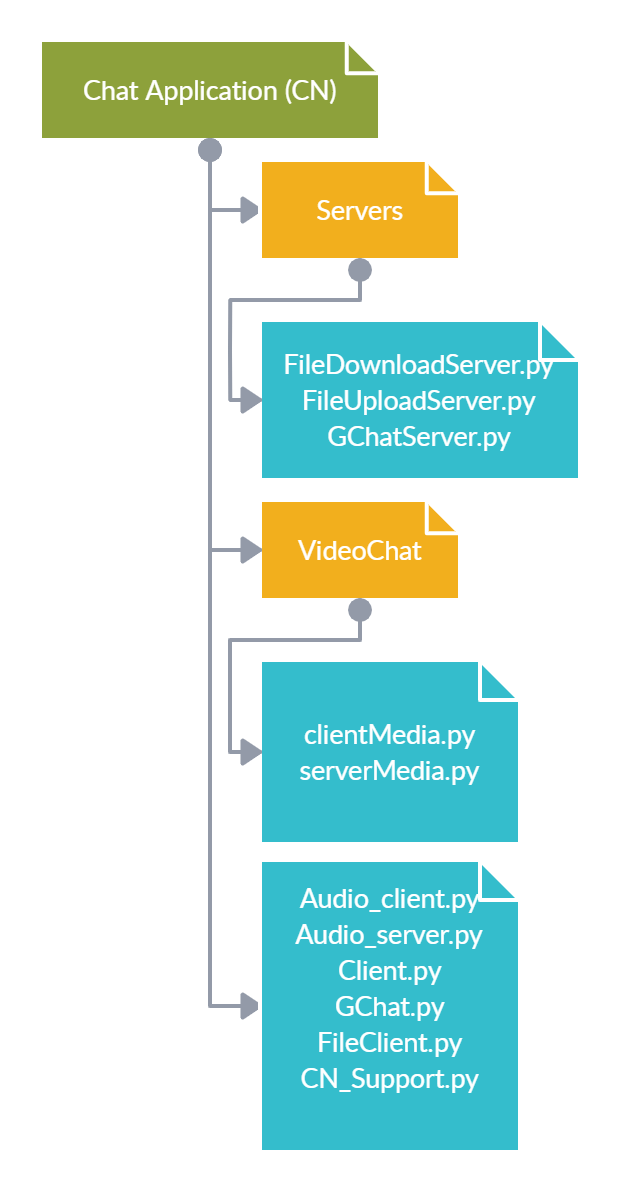 Chat Application (CN)
Servers
FileDownloadServer.py
FileUploadServer.py
GChatServer.py
VideoChat
clientMedia.py
serverMedia.py
Audio_client.py
Audio_server.py
Client.py
GChat.py
FileClient.py
CN_Support.py